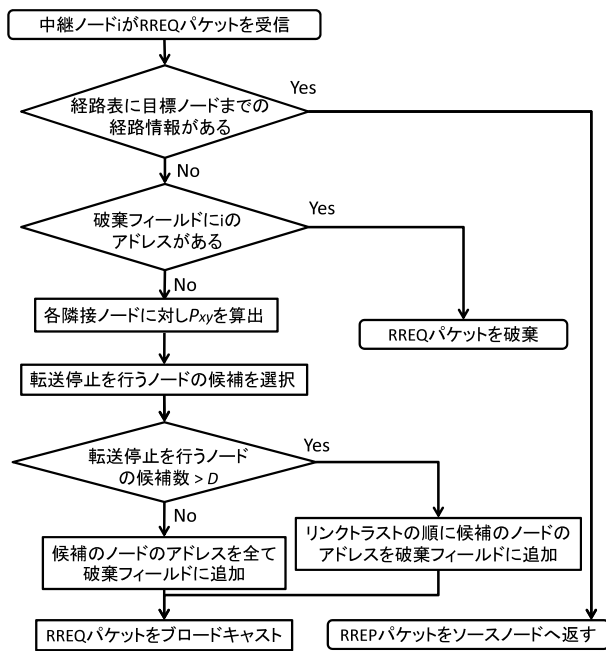 中継ノードiがRREQパケットを受信
経路表に目標ノードまでの
経路情報がある
Yes
No
破棄フィールドにiの
アドレスがある
Yes
No
各隣接ノードに対しPxyを算出
RREQパケットを破棄
転送停止を行うノードの候補を選択
転送停止を行うノード
の候補数 > D
Yes
No
候補のノードのアドレスを全て
破棄フィールドに追加
リンクトラストの順に候補のノードの
アドレスを破棄フィールドに追加
RREQパケットをブロードキャスト
RREPパケットをソースノードへ返す